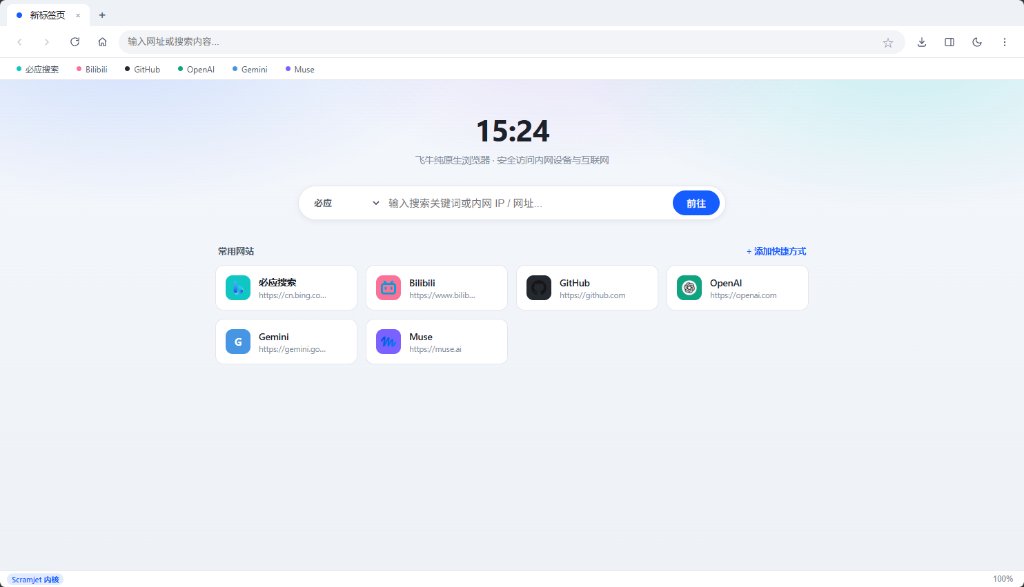 新标签页 × +
输入网址或搜索内容...
必应搜索 Bilibili GitHub OpenAI Gemini Muse
15:24
飞牛纯原生浏览器 · 安全访问内网设备与互联网
必应 输入搜索关键词或内网 IP / 网址... 前往
常用网站 + 添加快捷方式
必应搜索
https://cn.bing.co...
Bilibili
https://www.bilib...
GitHub
https://github.com
OpenAI
https://openai.com
G
Gemini
https://gemini.go...
Muse
https://muse.ai
Scramjet 内核 100%